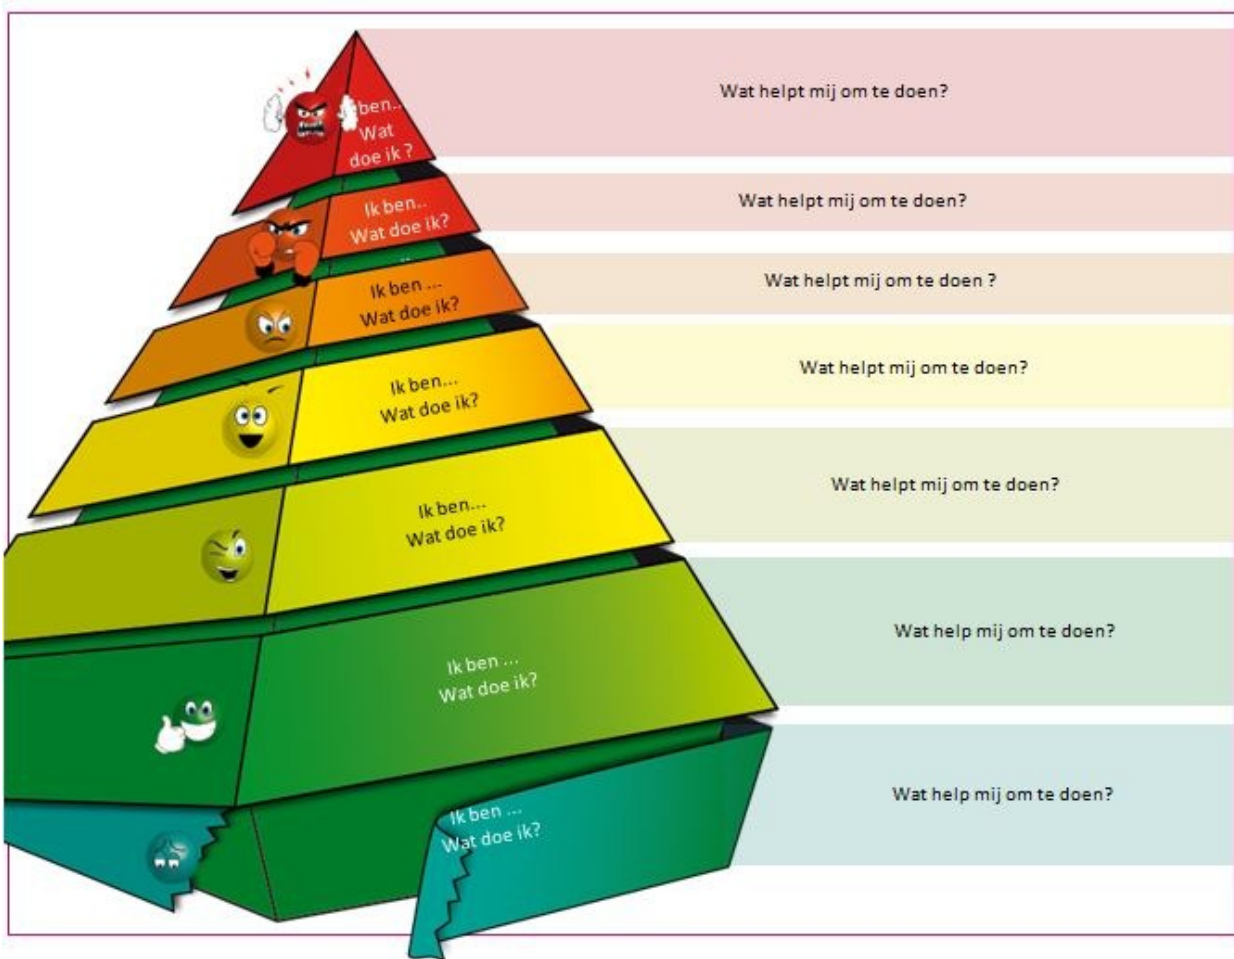 ben..
Wat
doe ik ?
Wat helpt mij om te doen?
Ik ben..
Wat doe ik?
Wat helpt mij om te doen?
Ik ben ...
Wat doe ik?
Wat helpt mij om te doen ?
Ik ben...
Wat doe ik?
Wat helpt mij om te doen?
Ik ben...
Wat doe ik?
Wat helpt mij om te doen?
Ik ben ...
Wat doe ik?
Wat help mij om te doen?
Ik ben ...
Wat doe ik?
Wat help mij om te doen?